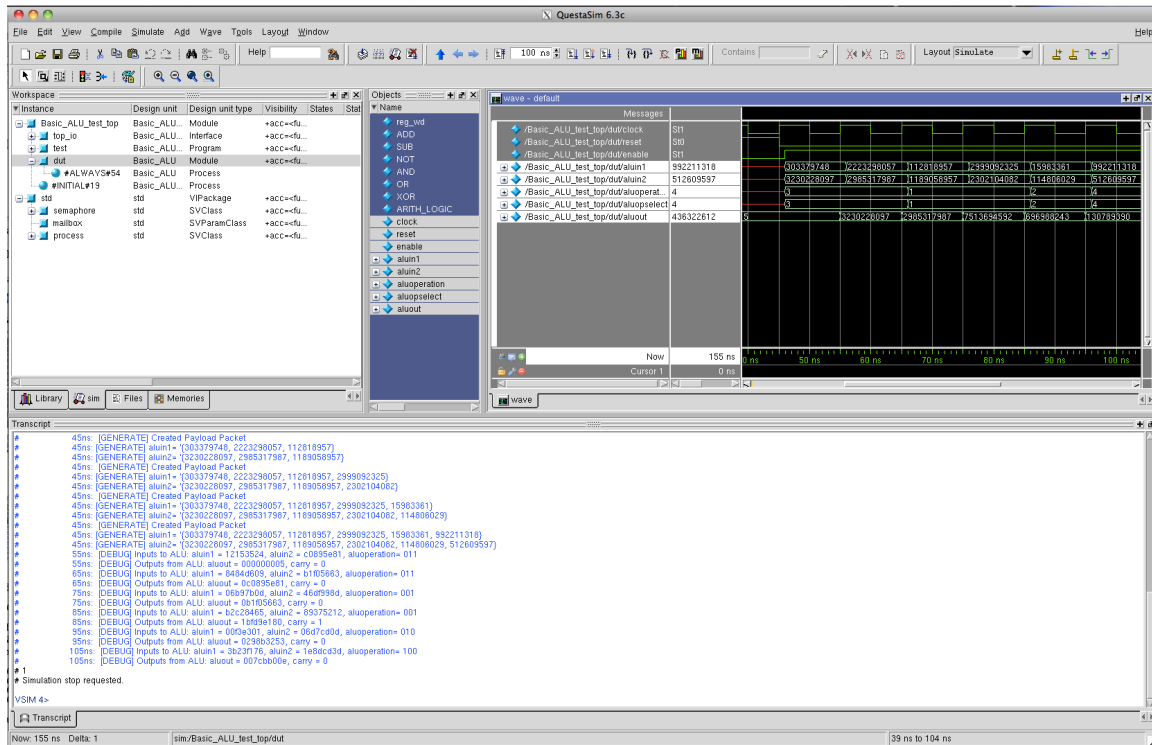 QuestaSim 6.3c
File Edit View Compile Simulate Add Wave Tools Layout Window Help
Help 100 ns Contains Layout Simulate
Workspace
Instance Design unit Design unit type Visibility States Stat
Basic_ALU_test_top Basic_ALU... Module +acc=<fu...
top_io Basic_ALU... Interface +acc=<fu...
test Basic_ALU... Program +acc=<fu...
dut Basic_ALU Module +acc=<fu...
#ALWAYS#54 Basic_ALU Process +acc=<fu...
#INITIAL#19 Basic_ALU... Process +acc=<fu...
std std VIPackage +acc=<fu...
semaphore std SVClass +acc=<fu...
mailbox std SVParamClass +acc=<fu...
process std SVClass +acc=<fu...
Library sim Files Memories
Objects
Name
reg_wd
ADD
SUB
NOT
AND
OR
XOR
ARITH_LOGIC
clock
reset
enable
aluin1
aluin2
aluoperation
aluopselect
aluout
wave - default
Messages
/Basic_ALU_test_top/dut/clock St1
/Basic_ALU_test_top/dut/reset St0
/Basic_ALU_test_top/dut/enable St1
/Basic_ALU_test_top/dut/aluin1 992211318 303379748 2223298057 112818957 2999092325 15983361 992211318
/Basic_ALU_test_top/dut/aluin2 512609597 3230228097 2985317987 1189058957 2302104082 114806029 512609597
/Basic_ALU_test_top/dut/aluoperat... 4 3 1 2 4
/Basic_ALU_test_top/dut/aluopselect 4 3 1 2 4
/Basic_ALU_test_top/dut/aluout 436322612 5 3230228097 2985317987 7513694592 696988243 130789390
Now 155 ns 0 ns 50 ns 60 ns 70 ns 80 ns 90 ns 100 ns
Cursor 1 0 ns
wave
Transcript
# 45ns: [GENERATE] Created Payload Packet
# 45ns: [GENERATE] aluin1= '{303379748, 2223298057, 112818957}
# 45ns: [GENERATE] aluin2= '{3230228097, 2985317987, 1189058957}
# 45ns: [GENERATE] Created Payload Packet
# 45ns: [GENERATE] aluin1= '{303379748, 2223298057, 112818957, 2999092325}
# 45ns: [GENERATE] aluin2= '{3230228097, 2985317987, 1189058957, 2302104082}
# 45ns: [GENERATE] Created Payload Packet
# 45ns: [GENERATE] aluin1= '{303379748, 2223298057, 112818957, 2999092325, 15983361}
# 45ns: [GENERATE] aluin2= '{3230228097, 2985317987, 1189058957, 2302104082, 114806029}
# 45ns: [GENERATE] Created Payload Packet
# 45ns: [GENERATE] aluin1= '{303379748, 2223298057, 112818957, 2999092325, 15983361, 992211318}
# 45ns: [GENERATE] aluin2= '{3230228097, 2985317987, 1189058957, 2302104082, 114806029, 512609597}
# 55ns: [DEBUG] Inputs to ALU: aluin1 = 12153524, aluin2 = c0895e81, aluoperation= 011
# 55ns: [DEBUG] Outputs from ALU: aluout = 000000005, carry = 0
# 65ns: [DEBUG] Inputs to ALU: aluin1 = 8484d609, aluin2 = b1f05663, aluoperation= 011
# 65ns: [DEBUG] Outputs from ALU: aluout = 0c0895e81, carry = 0
# 75ns: [DEBUG] Inputs to ALU: aluin1 = 06b97b0d, aluin2 = 46df998d, aluoperation= 001
# 75ns: [DEBUG] Outputs from ALU: aluout = 0b1f05663, carry = 0
# 85ns: [DEBUG] Inputs to ALU: aluin1 = b2c28465, aluin2 = 89375212, aluoperation= 001
# 85ns: [DEBUG] Outputs from ALU: aluout = 1bfd9e180, carry = 1
# 95ns: [DEBUG] Inputs to ALU: aluin1 = 00f3e301, aluin2 = 06d7cd0d, aluoperation= 010
# 95ns: [DEBUG] Outputs from ALU: aluout = 0298b3253, carry = 0
# 105ns: [DEBUG] Inputs to ALU: aluin1 = 3b23f176, aluin2 = 1e8dcd3d, aluoperation= 100
# 105ns: [DEBUG] Outputs from ALU: aluout = 007cbb00e, carry = 0
# 1
# Simulation stop requested.
VSIM 4>
Transcript
Now: 155 ns Delta: 1 sim:/Basic_ALU_test_top/dut 39 ns to 104 ns